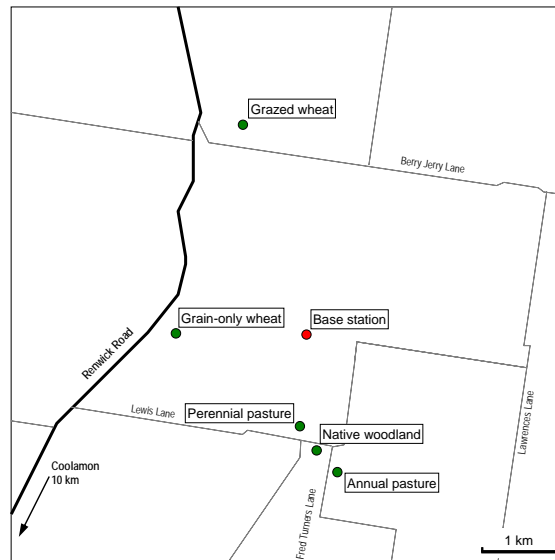 Grazed wheat
Berry Jerry Lane
Grain-only wheat
Base station
Renwick Road
Lewis Lane
Perennial pasture
Native woodland
Lawrences Lane
Coolamon
10 km
Annual pasture
Fred Turners Lane
1 km